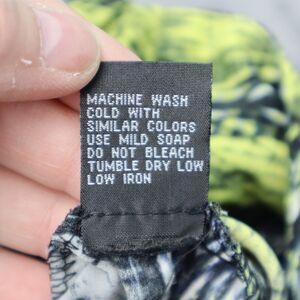 MACHINE WASH
COLD WITH
SIMILAR COLORS
USE MILD SOAP
DO NOT BLEACH
TUMBLE DRY LOW
LOW IRON